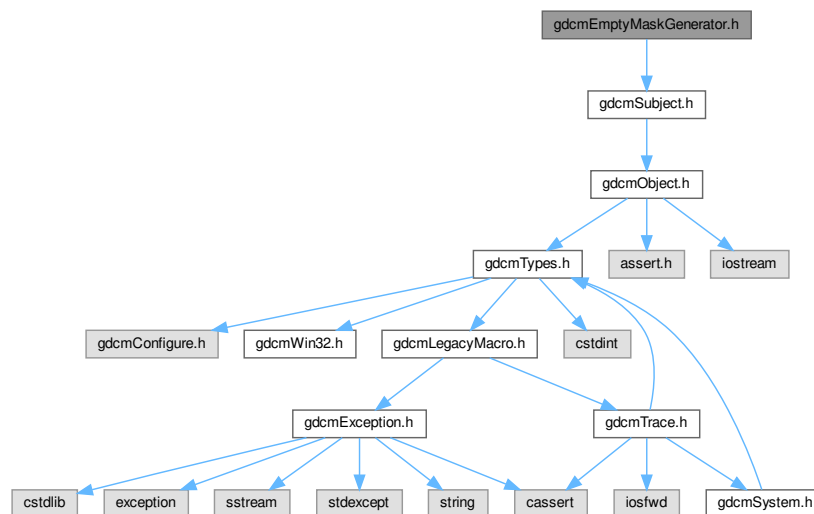 gdcmEmptyMaskGenerator.h
gdcmSubject.h
gdcmObject.h
gdcmTypes.h
assert.h
iostream
gdcmConfigure.h
gdcmWin32.h
gdcmLegacyMacro.h
cstdint
gdcmException.h
gdcmTrace.h
cstdlib
exception
sstream
stdexcept
string
cassert
iosfwd
gdcmSystem.h